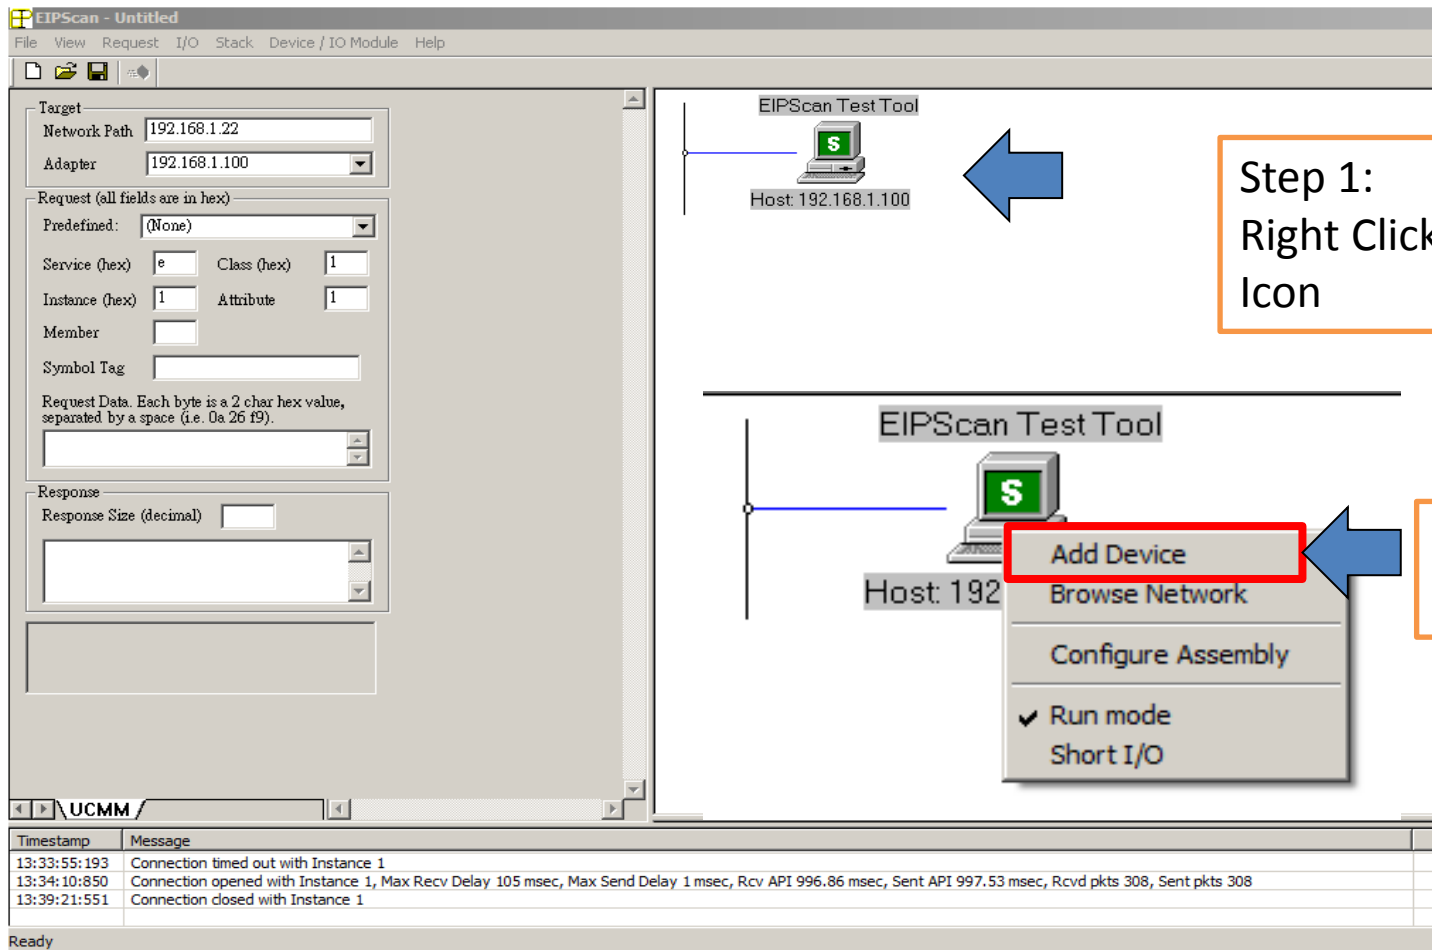 EIPScan - Untitled
File View Request I/O Stack Device / IO Module Help
Target
Network Path 192.168.1.22
Adapter 192.168.1.100
Request (all fields are in hex)
Predefined: (None)
Service (hex) e Class (hex) 1
Instance (hex) 1 Attribute 1
Member
Symbol Tag
Request Data. Each byte is a 2 char hex value,
separated by a space (i.e. 0a 26 f9).
Response
Response Size (decimal)
UCMM
EIPScan Test Tool
S
Host: 192.168.1.100
Step 1:
Right Click
Icon
EIPScan Test Tool
S
Host: 192
Add Device
Browse Network
Configure Assembly
Run mode
Short I/O
Timestamp Message
13:33:55:193 Connection timed out with Instance 1
13:34:10:850 Connection opened with Instance 1, Max Recv Delay 105 msec, Max Send Delay 1 msec, Rcv API 996.86 msec, Sent API 997.53 msec, Rcvd pkts 308, Sent pkts 308
13:39:21:551 Connection closed with Instance 1
Ready